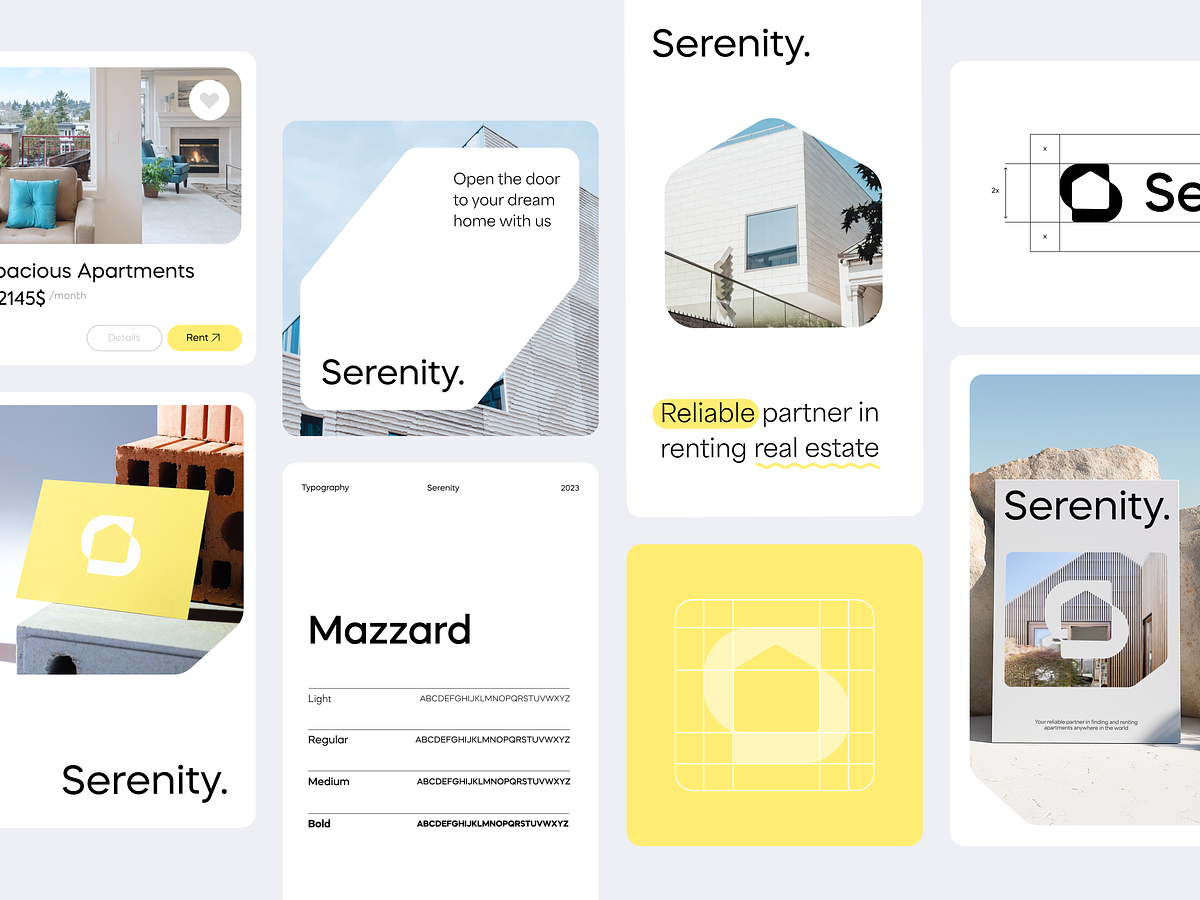 pacious Apartments
2145$ /month
Details
Rent
Serenity.
Open the door
to your dream
home with us
Serenity.
Typography Serenity 2023
Mazzard
Light ABCDEFGHIJKLMNOPQRSTUVWXYZ
Regular ABCDEFGHIJKLMNOPQRSTUVWXYZ
Medium ABCDEFGHIJKLMNOPQRSTUVWXYZ
Bold ABCDEFGHIJKLMNOPQRSTUVWXYZ
Serenity.
Reliable partner in
renting real estate
x
2x
Se
x
Serenity.
Your reliable partner in finding and renting
apartments anywhere in the world